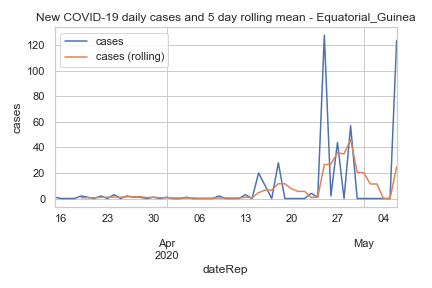 New COVID-19 daily cases and 5 day rolling mean - Equatorial_Guinea
cases
cases (rolling)
120
100
80
60
40
20
0
cases
16 23 30 06 13 20 27 04
Apr May
2020
dateRep